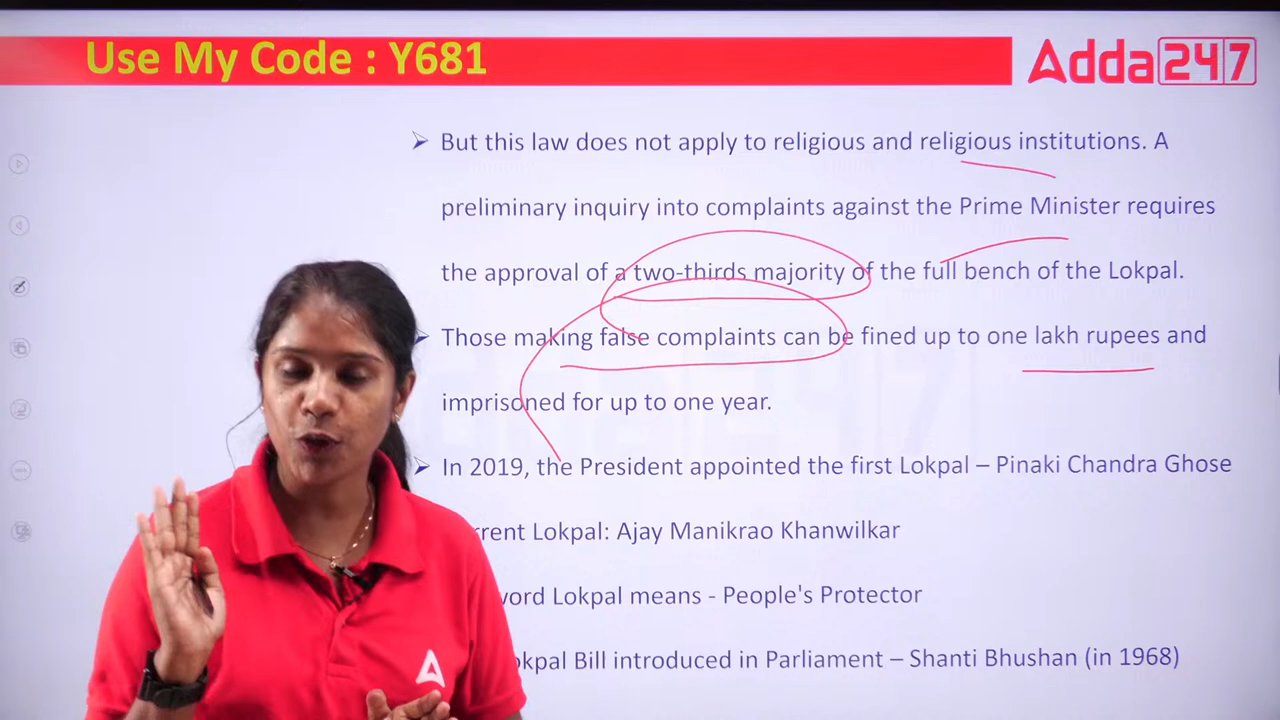 Use My Code : Y681
Adda247
But this law does not apply to religious and religious institutions. A
preliminary inquiry into complaints against the Prime Minister requires
the approval of a two-thirds majority of the full bench of the Lokpal.
Those making false complaints can be fined up to one lakh rupees and
imprisoned for up to one year.
In 2019, the President appointed the first Lokpal – Pinaki Chandra Ghose
rrent Lokpal: Ajay Manikrao Khanwilkar
word Lokpal means - People's Protector
okpal Bill introduced in Parliament – Shanti Bhushan (in 1968)